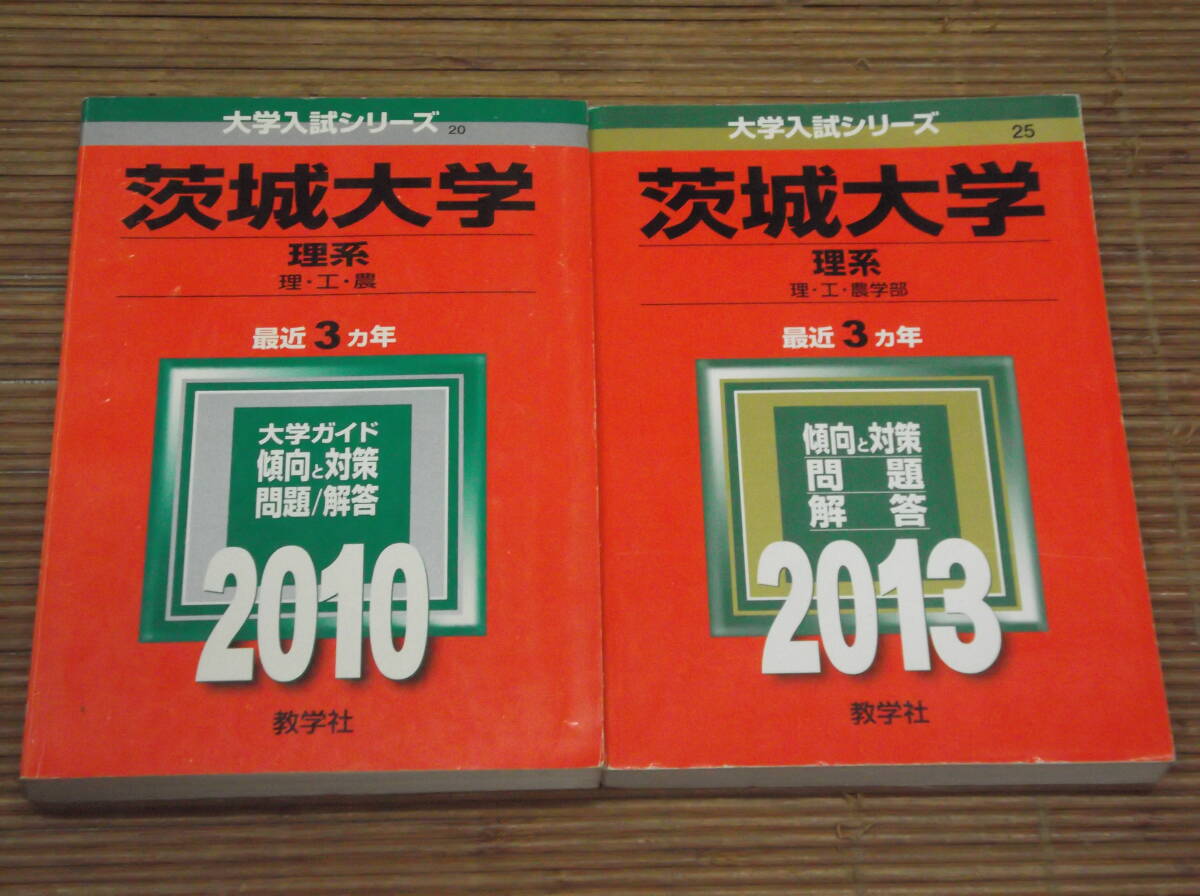 大学入試シリーズ 20
茨城大学
理系
理・工・農
最近3カ年
大学ガイド
傾向と対策
問題/解答
2010
教学社
大学入試シリーズ 25
茨城大学
理系
理・工・農学部
最近3カ年
傾向と対策
問題
解答
2013
教学社